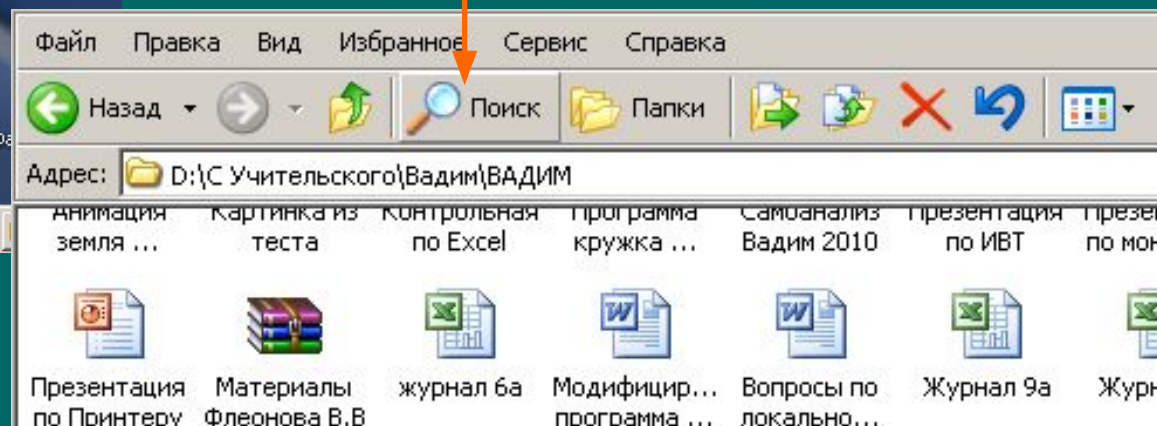 Файл Правка Вид Избранное Сервис Справка
Назад Поиск Папки
Адрес: D:\С Учительского\Вадим\ВАДИМ
Анимация Картинка из Контрольная Программа Самоанализ Презентация
земля ... теста по Excel кружка ... Вадим 2010 по ИВТ по
Презентация Материалы журнал 6а Модифицир... Вопросы по Журнал 9а
по Принтеру Флеонова В.В программа ... локально...